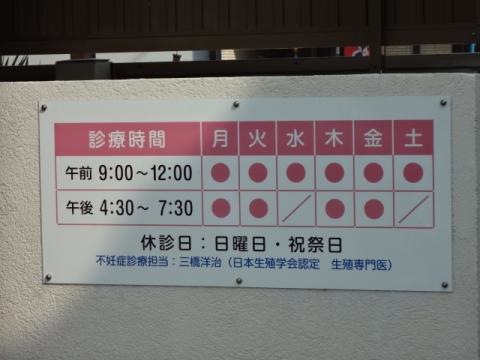 診療時間 月 火 水 木 金 土
午前 9:00～12:00 ● ● ● ● ● ●
午後 4:30～ 7:30 ● ● ／ ● ● ／
休診日：日曜日・祝祭日
不妊症診療担当：三橋洋治（日本生殖学会認定　生殖専門医）